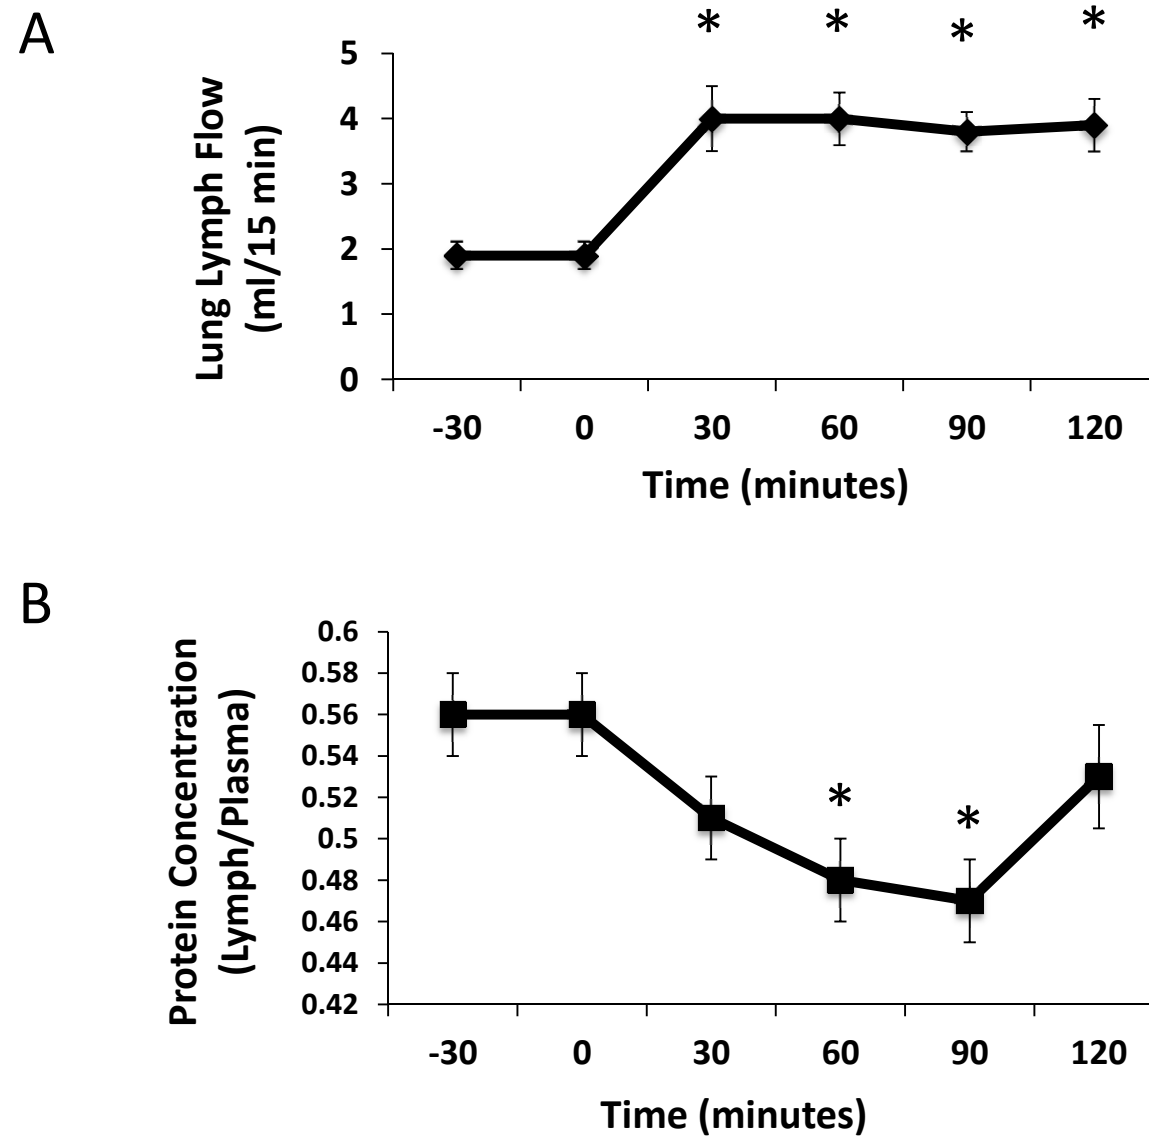 A
* * * *
Lung Lymph Flow
(ml/15 min)
5
4
3
2
1
0
-30 0 30 60 90 120
Time (minutes)
B
Protein Concentration
(Lymph/Plasma)
0.6
0.58
0.56
0.54
0.52
0.5
0.48
0.46
0.44
0.42
* *
-30 0 30 60 90 120
Time (minutes)